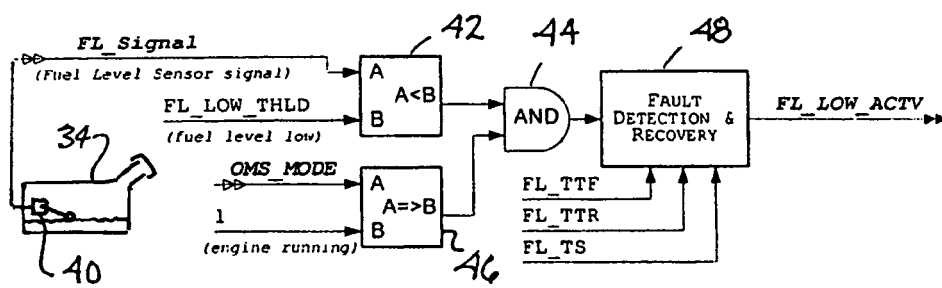 FL_Signal
(Fuel Level Sensor signal)
42
A
A<B
B
FL_LOW_THLD
(fuel level low)
44
AND
48
FAULT
DETECTION &
RECOVERY
FL_LOW_ACTV
34
40
OMS_MODE
1
(engine running)
A
A=>B
B
46
FL_TTF
FL_TTR
FL_TS